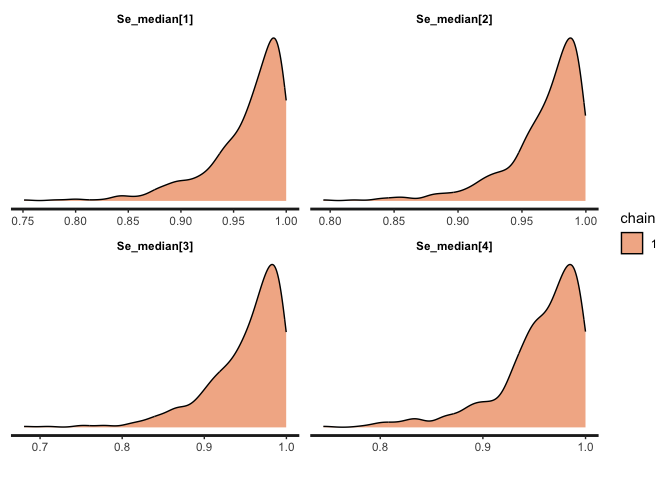 Se_median[1]
Se_median[2]
0.75 0.80 0.85 0.90 0.95 1.00
0.80 0.85 0.90 0.95 1.00
chain
1
Se_median[3]
Se_median[4]
0.7 0.8 0.9 1.0
0.8 0.9 1.0